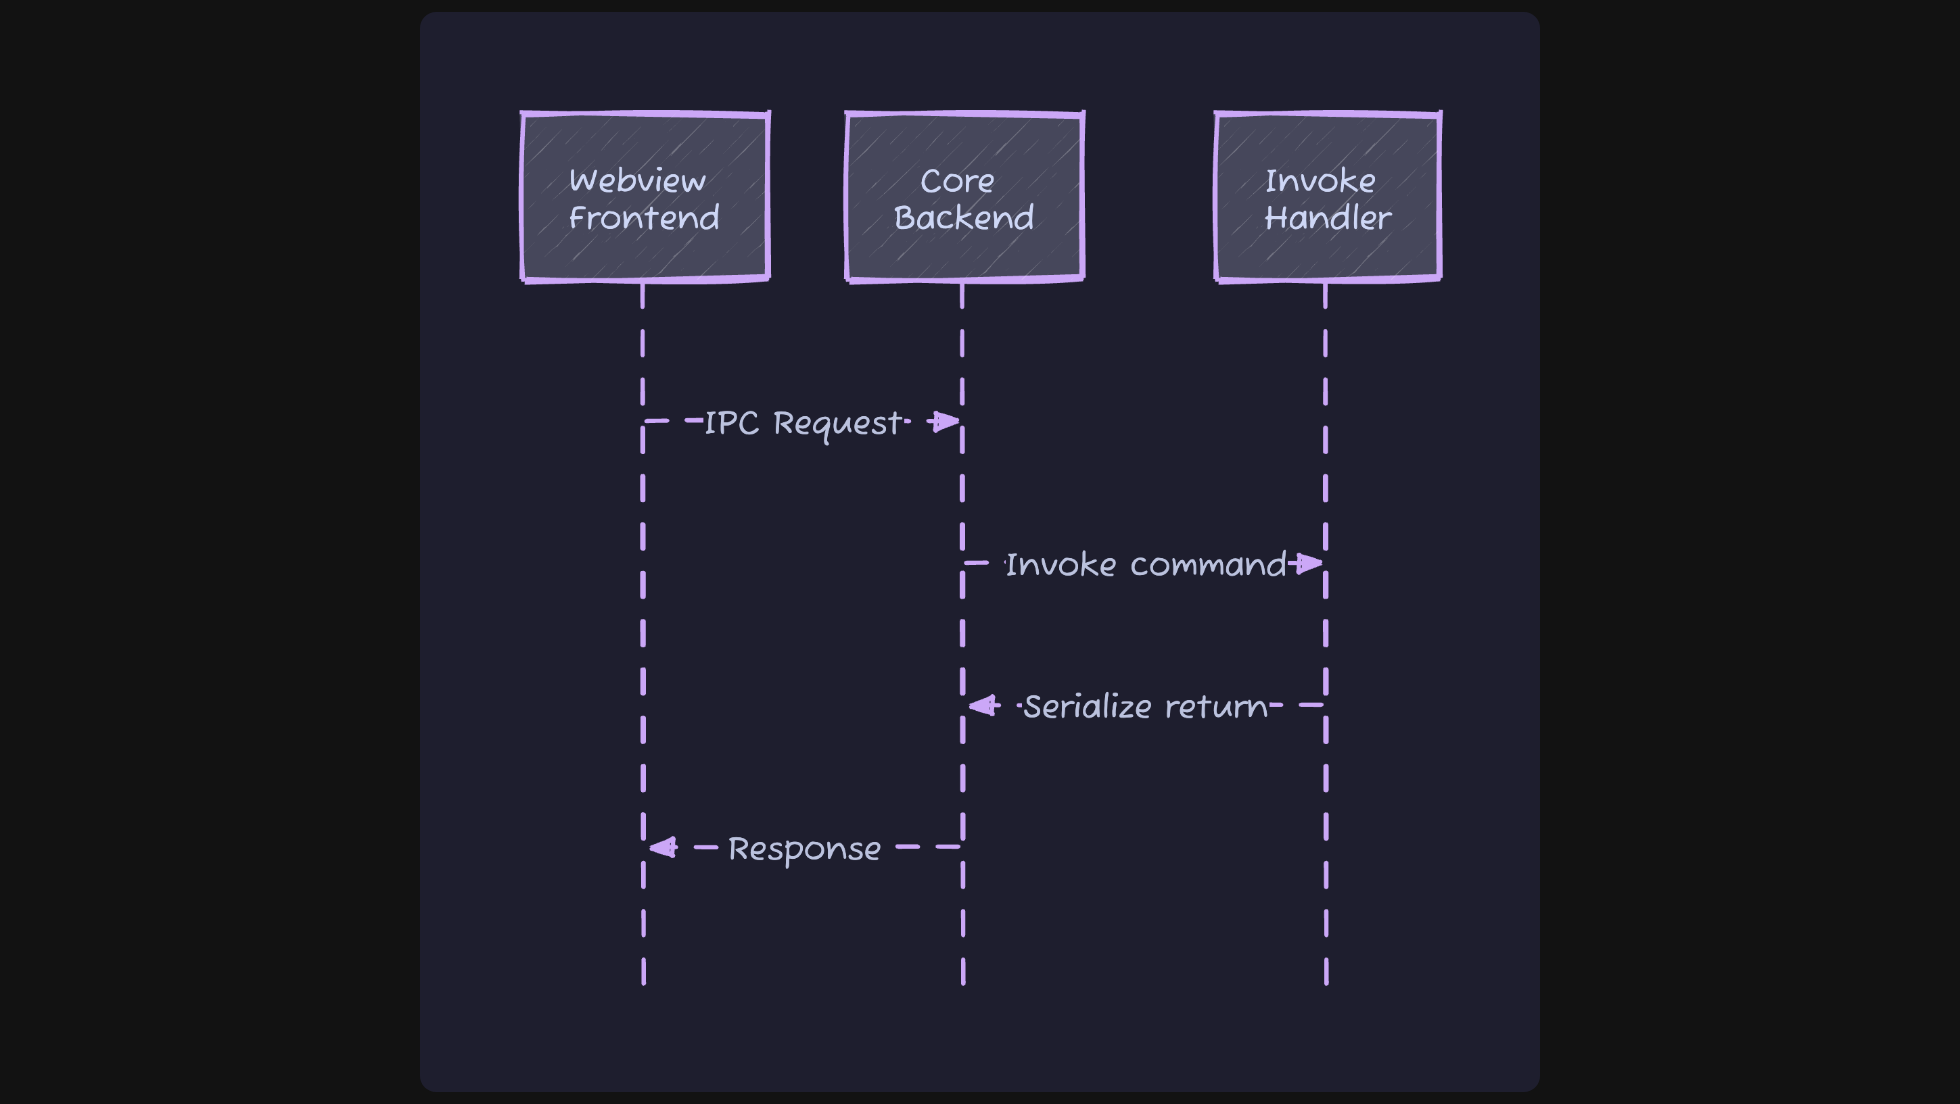 Webview
Frontend
Core
Backend
Invoke
Handler
IPC Request
Invoke command
Serialize return
Response